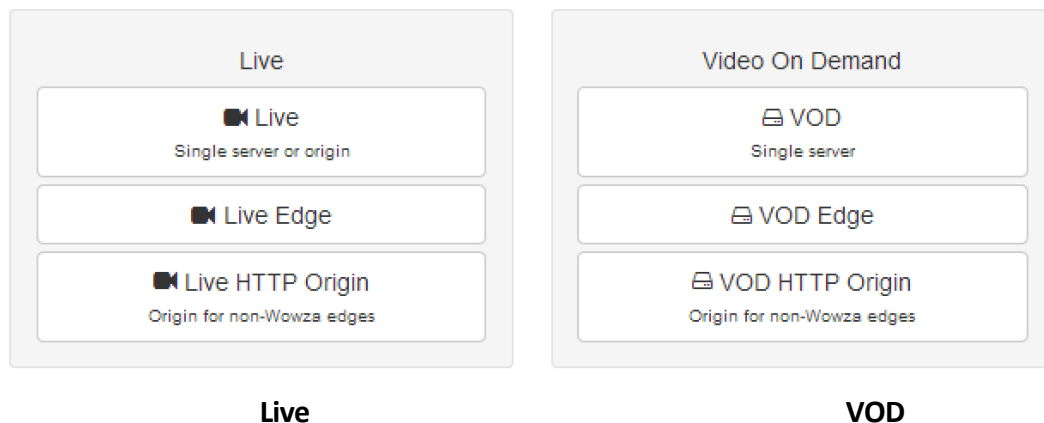 Live
Live
Single server or origin
Live Edge
Live HTTP Origin
Origin for non-Wowza edges
Video On Demand
VOD
Single server
VOD Edge
VOD HTTP Origin
Origin for non-Wowza edges
Live
VOD